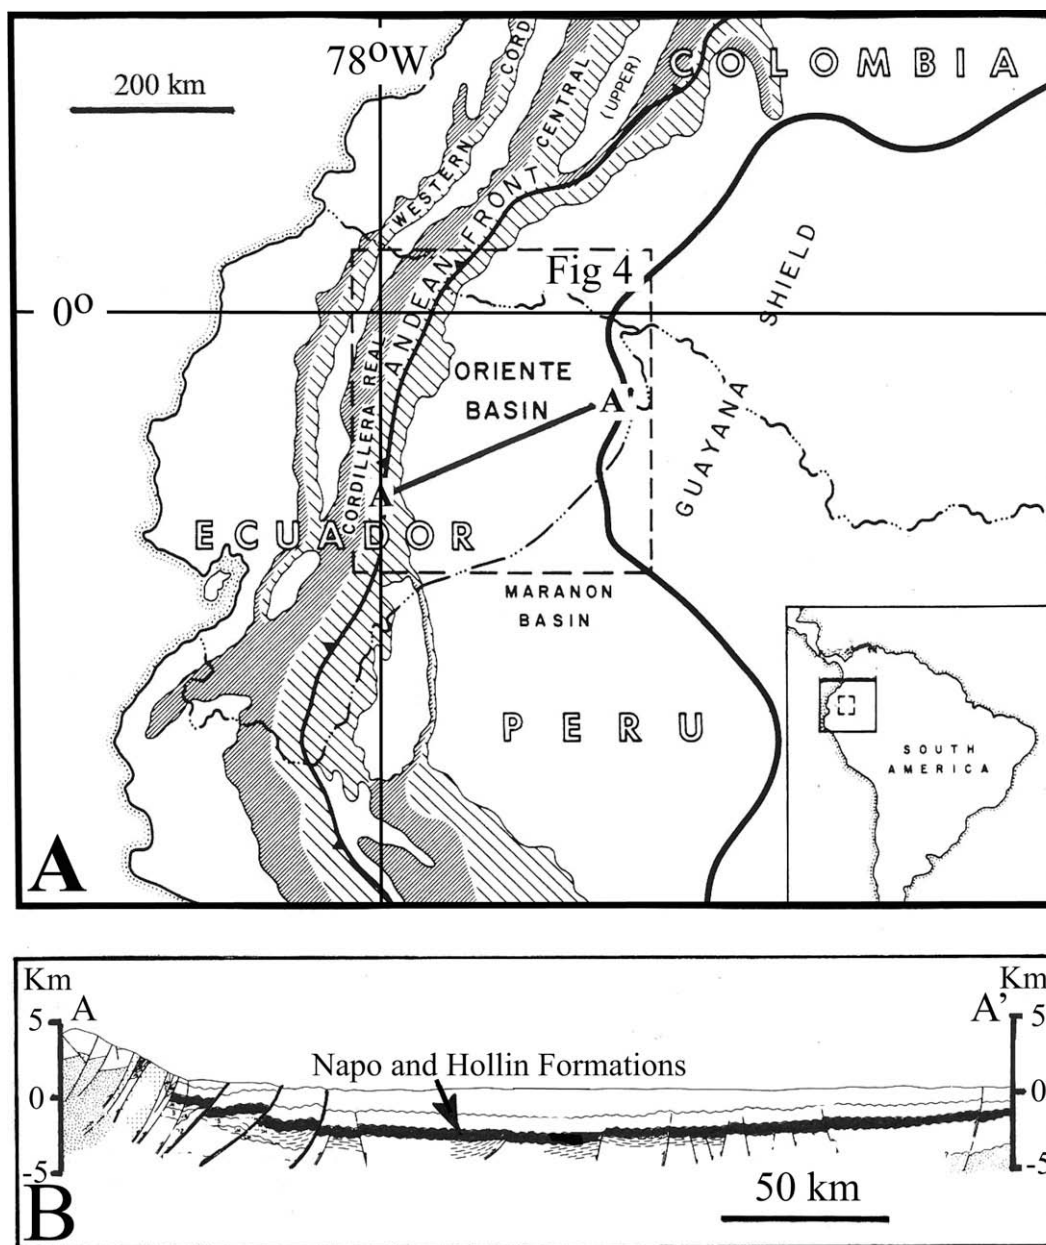 78°W
COLOMBIA
200 km
WESTERN CORD
CENTRAL
(UPPER)
ANDEAN FRONT
Fig 4
SHIELD
0°
CORDILLERA REAL
ORIENTE
BASIN
A'
GUAYANA
A
ECUADOR
MARANON
BASIN
PERU
SOUTH
AMERICA
A
Km
A
Km
A'
5
5
Napo and Hollin Formations
0
0
-5
-5
B
50 km